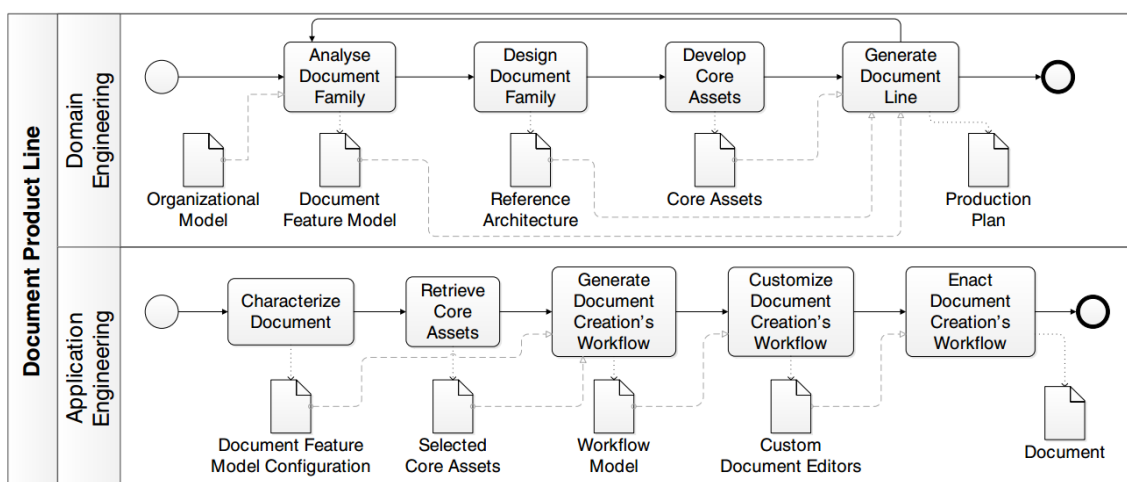 Document Product Line
Domain
Engineering
Analyse
Document
Family
Design
Document
Family
Develop
Core
Assets
Generate
Document
Line
Organizational
Model
Document
Feature Model
Reference
Architecture
Core Assets
Production
Plan
Application
Engineering
Characterize
Document
Retrieve
Core
Assets
Generate
Document
Creation's
Workflow
Customize
Document
Creation's
Workflow
Enact
Document
Creation's
Workflow
Document Feature
Model Configuration
Selected
Core Assets
Workflow
Model
Custom
Document Editors
Document